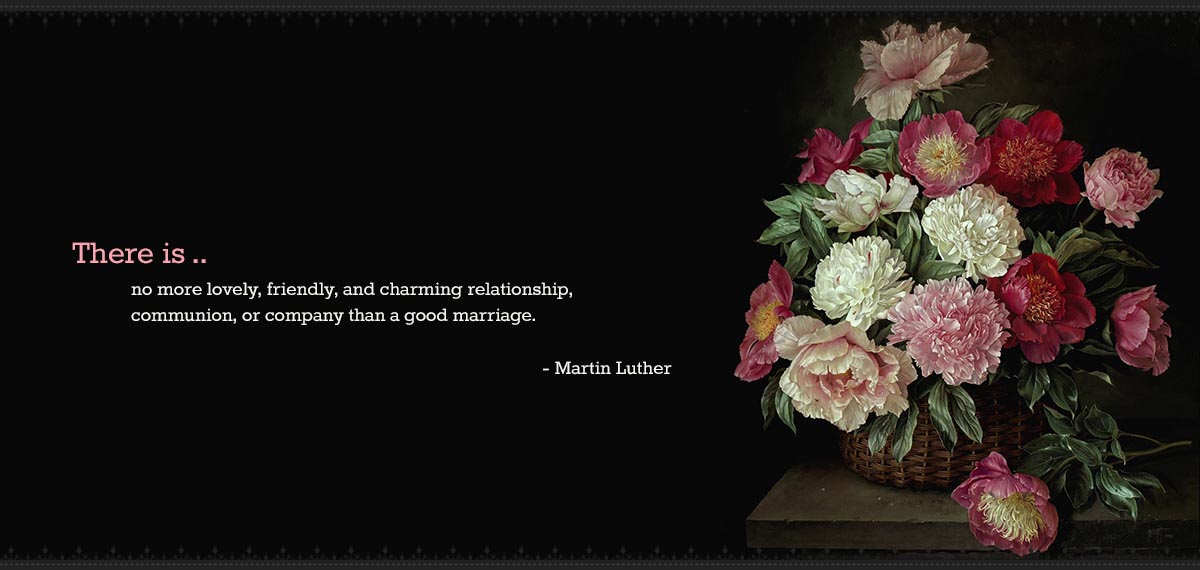 There is ..
no more lovely, friendly, and charming relationship,
communion, or company than a good marriage.
- Martin Luther